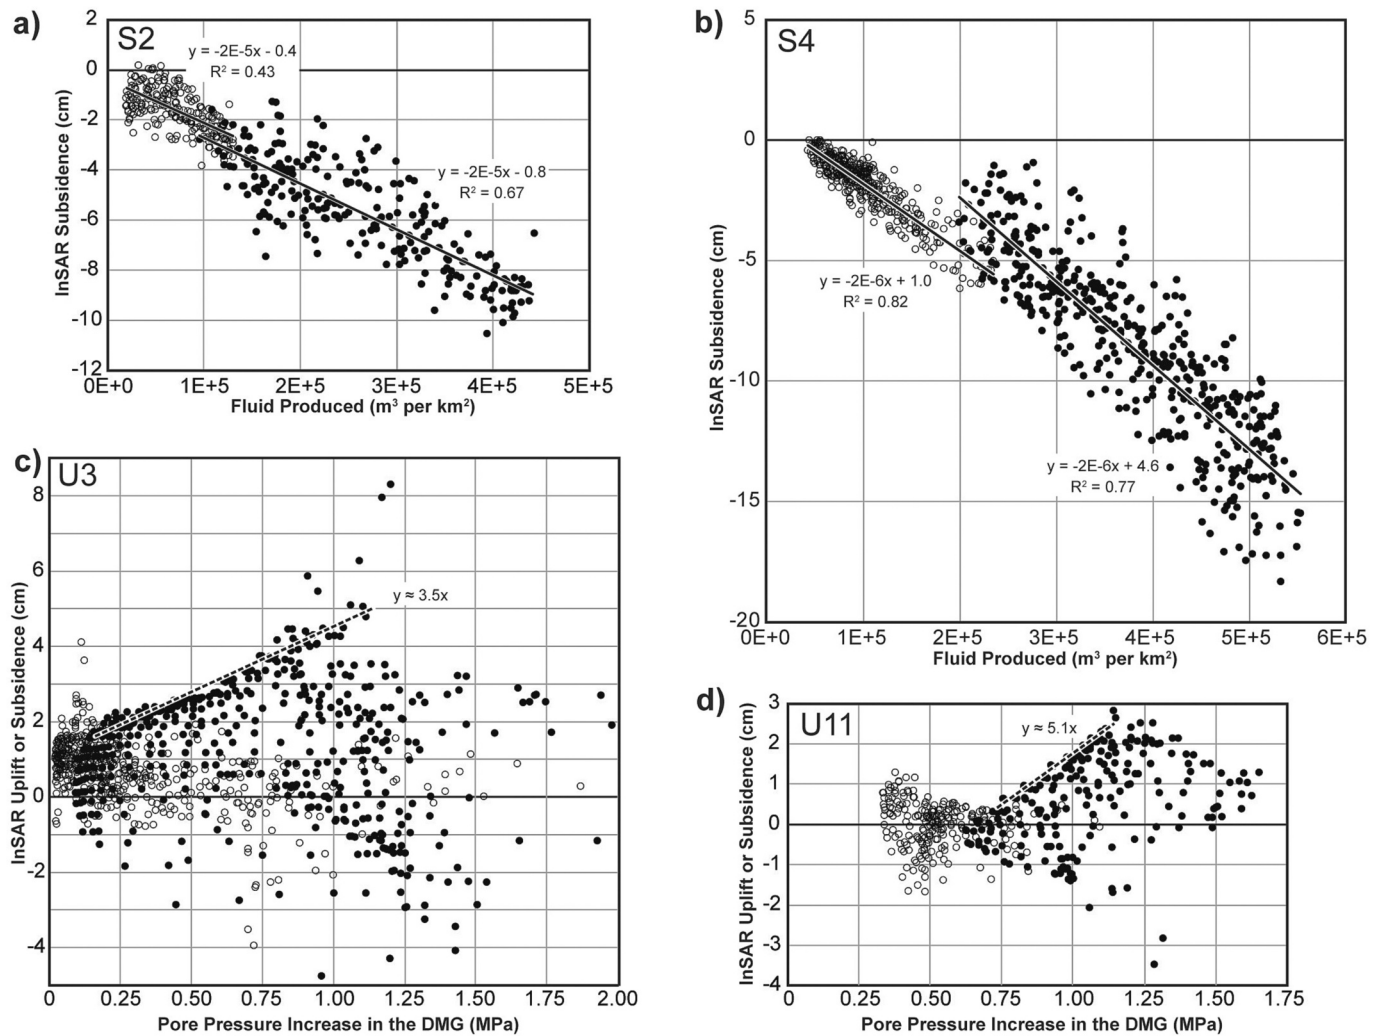 a)
S2
2
0
-2
-4
-6
-8
-10
-12
InSAR Subsidence (cm)
y = -2E-5x - 0.4
R² = 0.43
y = -2E-5x - 0.8
R² = 0.67
0E+0 1E+5 2E+5 3E+5 4E+5 5E+5
Fluid Produced (m³ per km²)
b)
S4
5
0
-5
-10
-15
-20
InSAR Subsidence (cm)
y = -2E-6x + 1.0
R² = 0.82
y = -2E-6x + 4.6
R² = 0.77
0E+0 1E+5 2E+5 3E+5 4E+5 5E+5 6E+5
Fluid Produced (m³ per km²)
c)
U3
8
6
4
2
0
-2
-4
InSAR Uplift or Subsidence (cm)
y ≈ 3.5x
0 0.25 0.50 0.75 1.00 1.25 1.50 1.75 2.00
Pore Pressure Increase in the DMG (MPa)
d)
U11
3
2
1
0
-1
-2
-3
-4
InSAR Uplift or Subsidence (cm)
y ≈ 5.1x
0 0.25 0.50 0.75 1.00 1.25 1.50 1.75
Pore Pressure Increase in the DMG (MPa)